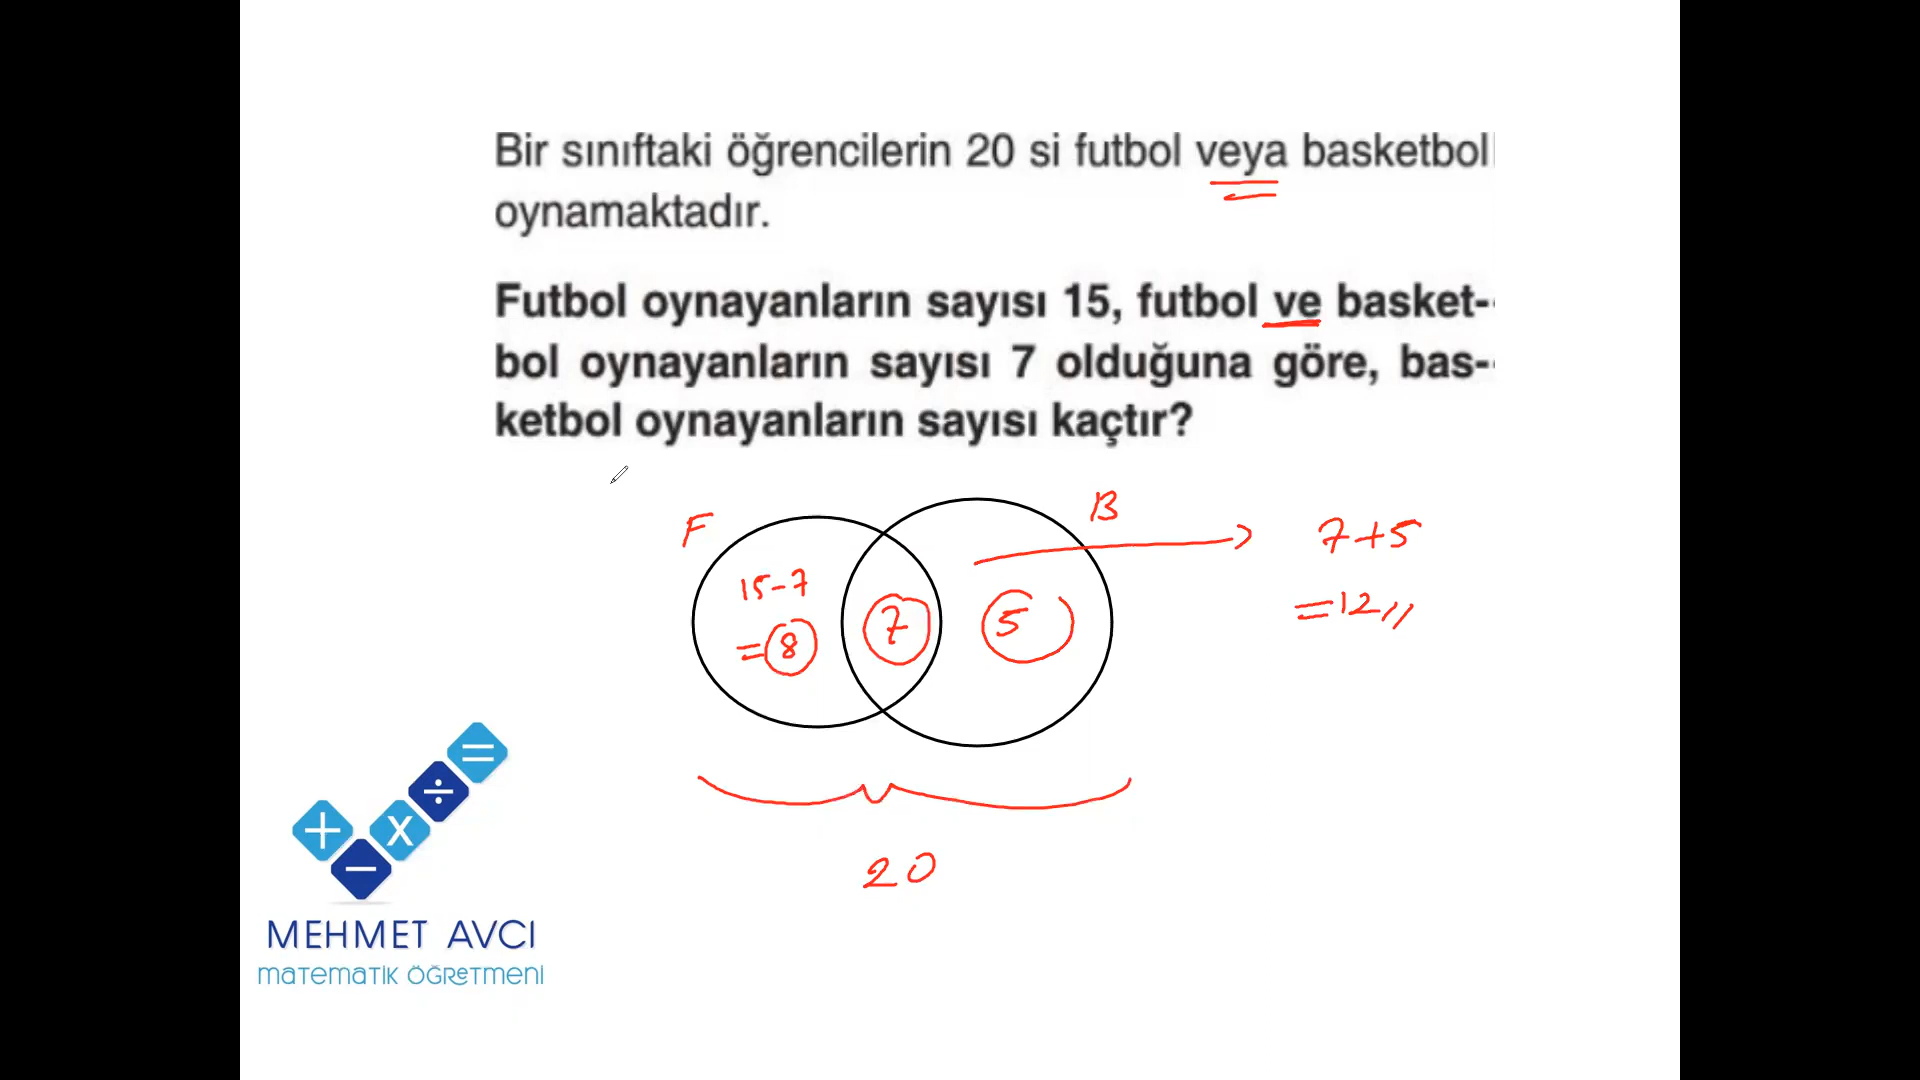 Bir sınıftaki öğrencilerin 20 si futbol veya basketbol
oynamaktadır.
Futbol oynayanların sayısı 15, futbol ve basket-
bol oynayanların sayısı 7 olduğuna göre, bas-
ketbol oynayanların sayısı kaçtır?
F
B
7+5
=12,,
15-7
=8
7
5
20
+ - x ÷ =
MEHMET AVCI
matematik öğretmeni